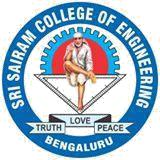 SRI SAIRAM COLLEGE OF ENGINEERING
LOVE
TRUTH PEACE
BENGALURU